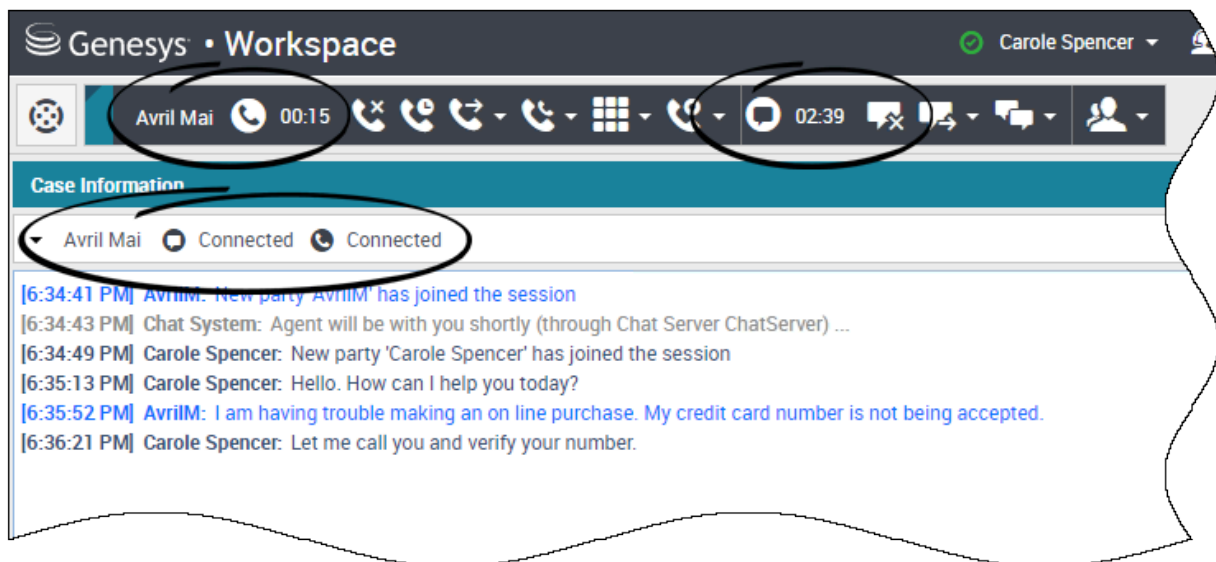 Genesys • Workspace
Carole Spencer
Avril Mai 00:15 02:39
Case Information
Avril Mai Connected Connected
[6:34:41 PM] AvrilM: New party 'AvrilM' has joined the session
[6:34:43 PM] Chat System: Agent will be with you shortly (through Chat Server ChatServer) ...
[6:34:49 PM] Carole Spencer: New party 'Carole Spencer' has joined the session
[6:35:13 PM] Carole Spencer: Hello. How can I help you today?
[6:35:52 PM] AvrilM: I am having trouble making an on line purchase. My credit card number is not being accepted.
[6:36:21 PM] Carole Spencer: Let me call you and verify your number.